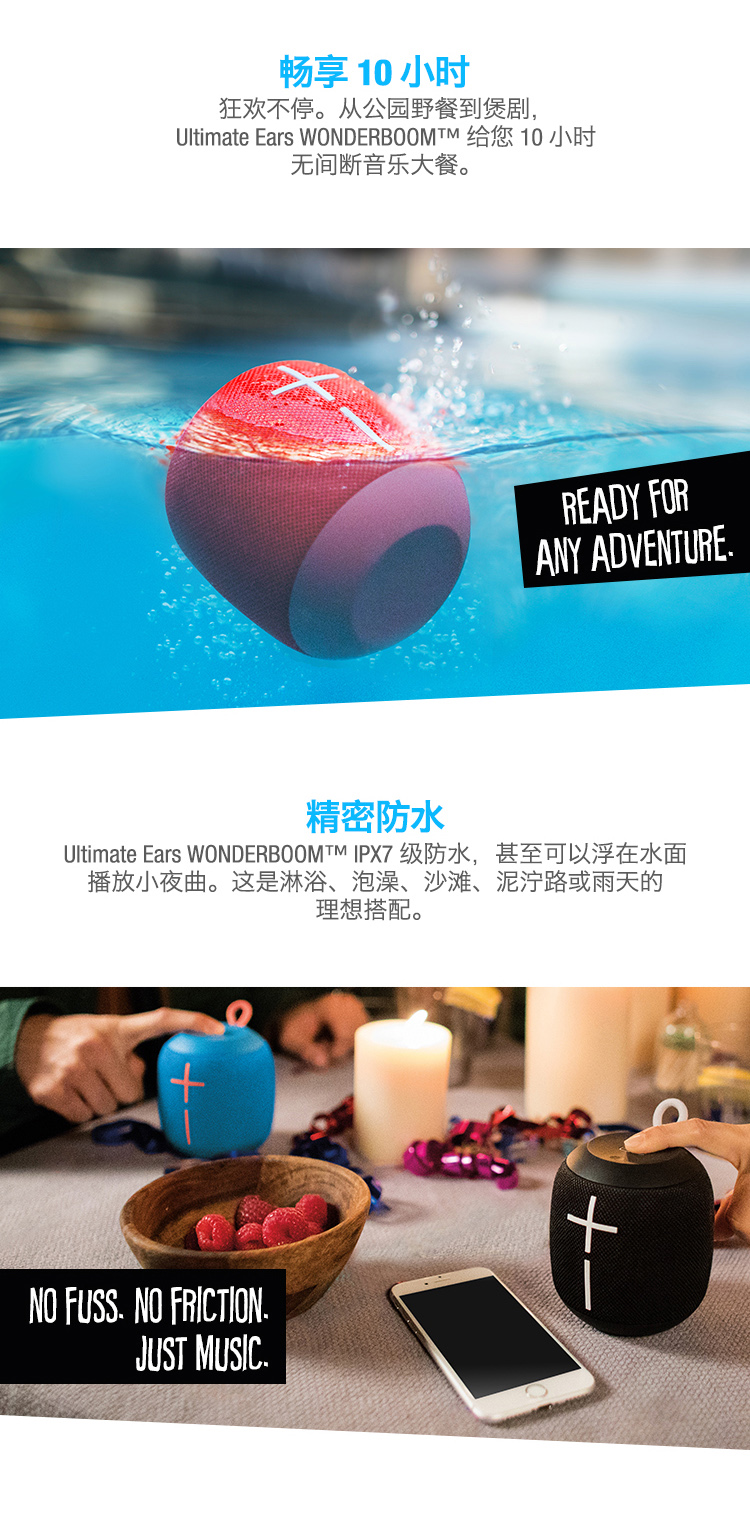 畅享 10 小时
狂欢不停。从公园野餐到煲剧，
Ultimate Ears WONDERBOOM™ 给您 10 小时
无间断音乐大餐。
READY FOR
ANY ADVENTURE.
精密防水
Ultimate Ears WONDERBOOM™ IPX7 级防水，甚至可以浮在水面
播放小夜曲。这是淋浴、泡澡、沙滩、泥泞路或雨天的
理想搭配。
NO FUSS. NO FRICTION.
JUST MUSIC.